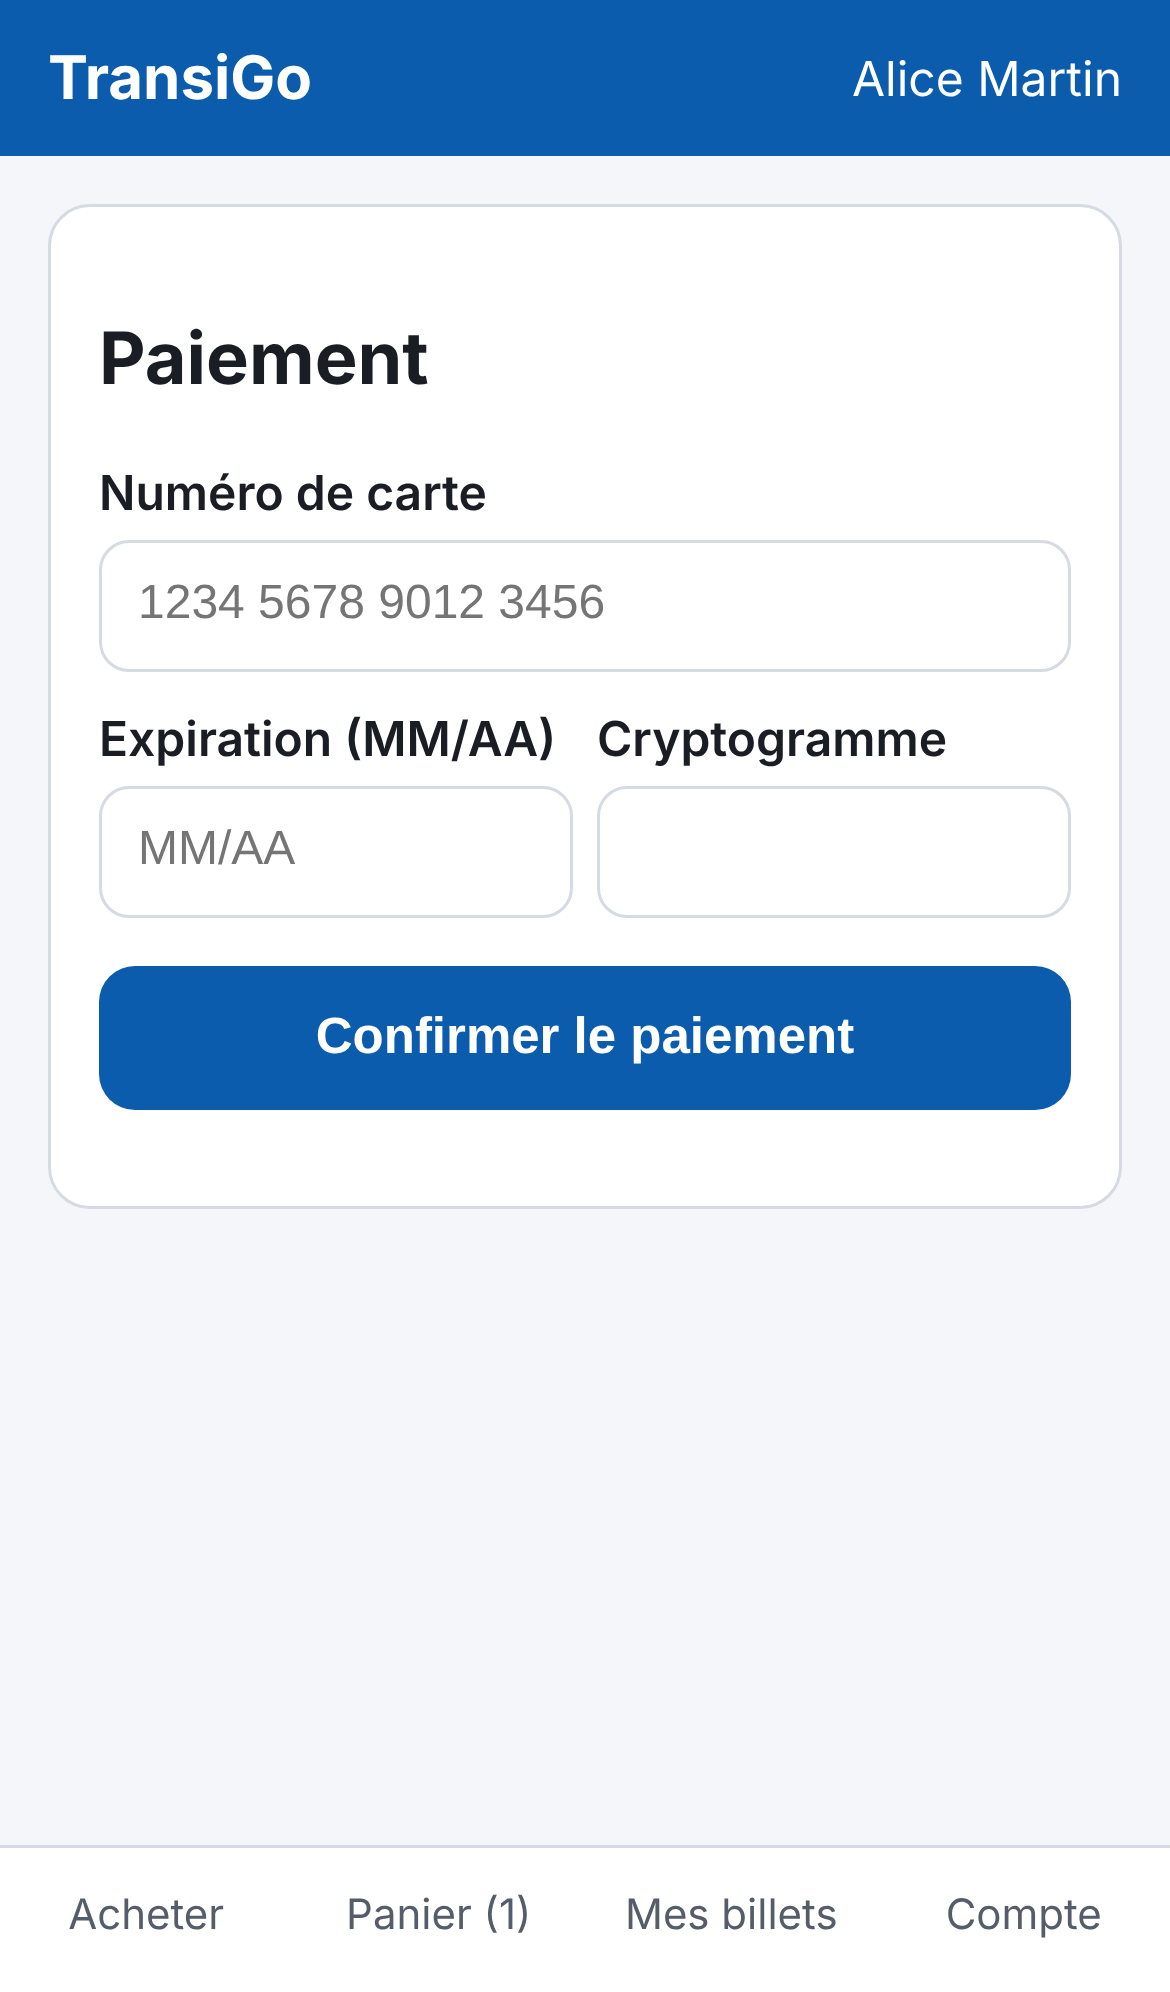 TransiGo
Alice Martin
Paiement
Numéro de carte
1234 5678 9012 3456
Expiration (MM/AA)
Cryptogramme
MM/AA
Confirmer le paiement
Acheter
Panier (1)
Mes billets
Compte